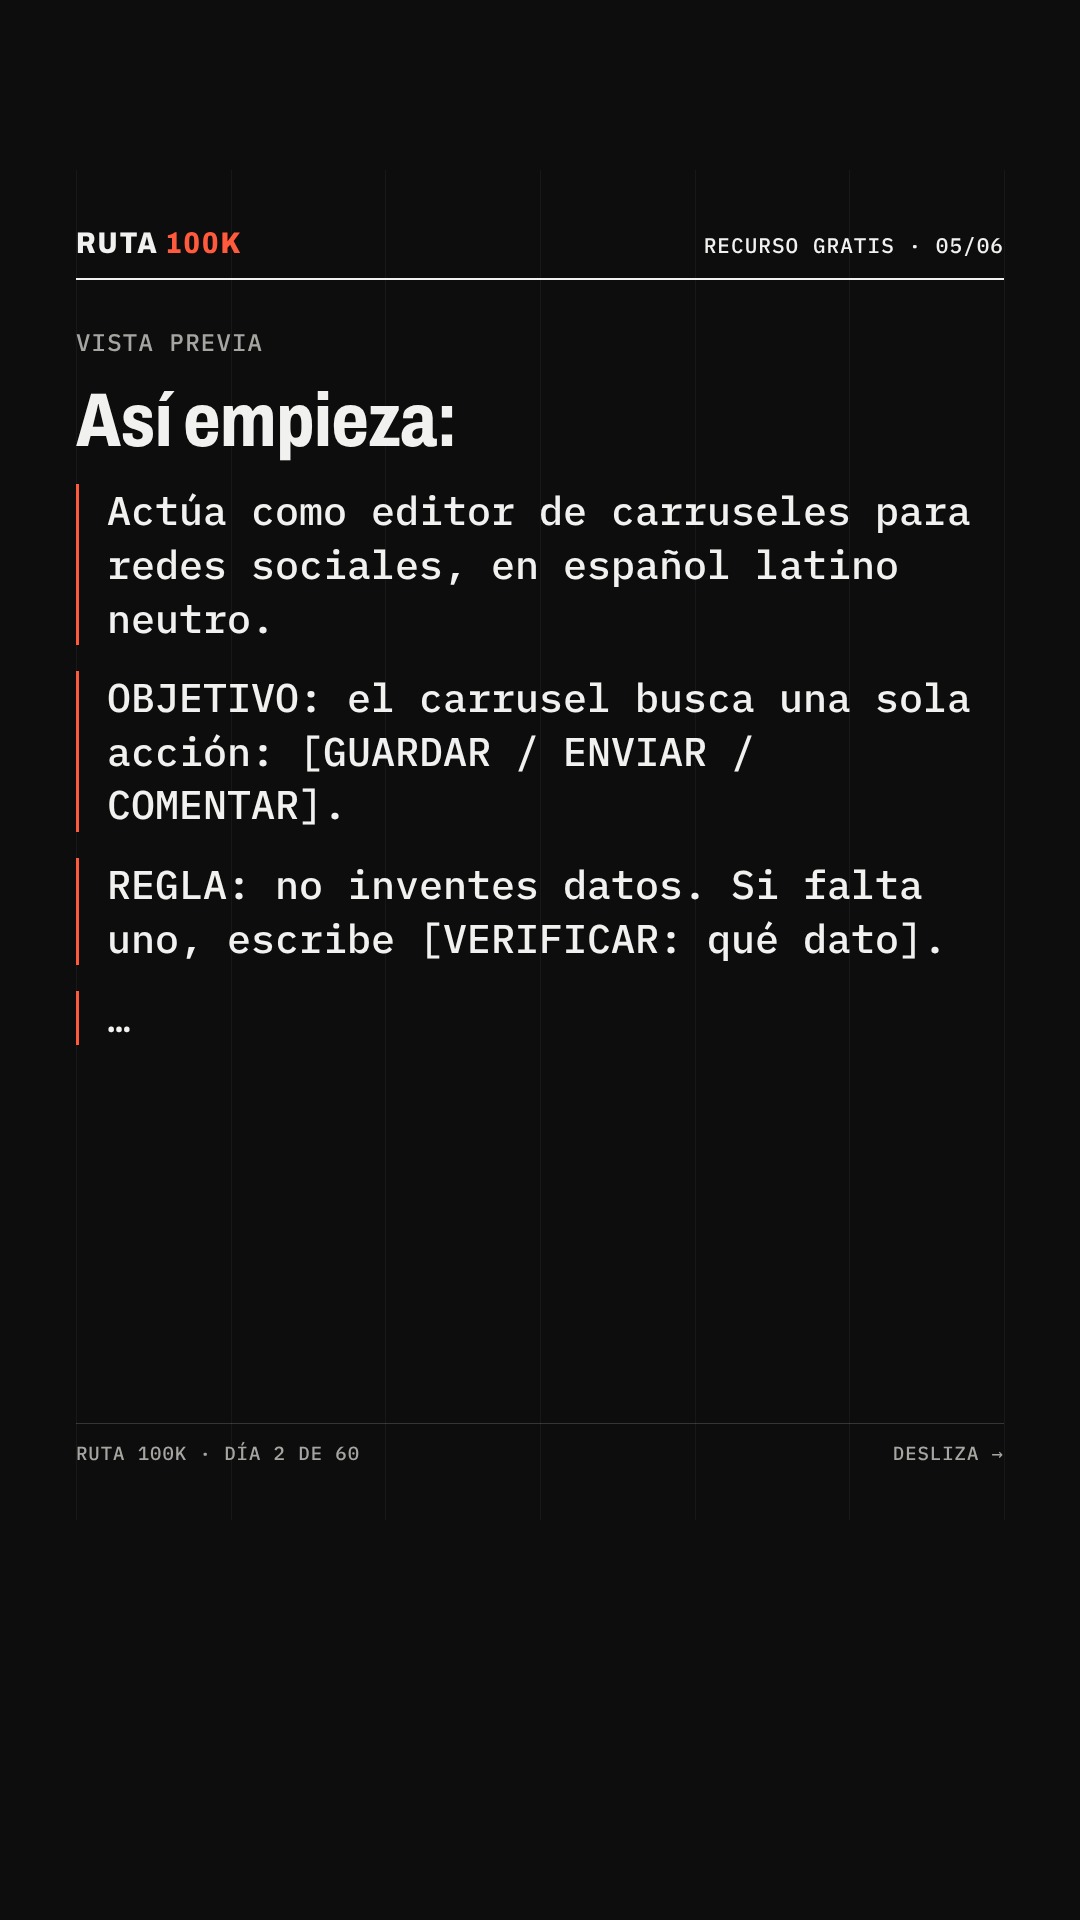 RUTA 100K
RECURSO GRATIS · 05/06
VISTA PREVIA
Así empieza:
Actúa como editor de carruseles para
redes sociales, en español latino
neutro.
OBJETIVO: el carrusel busca una sola
acción: [GUARDAR / ENVIAR /
COMENTAR].
REGLA: no inventes datos. Si falta
uno, escribe [VERIFICAR: qué dato].
…
RUTA 100K · DÍA 2 DE 60
DESLIZA →